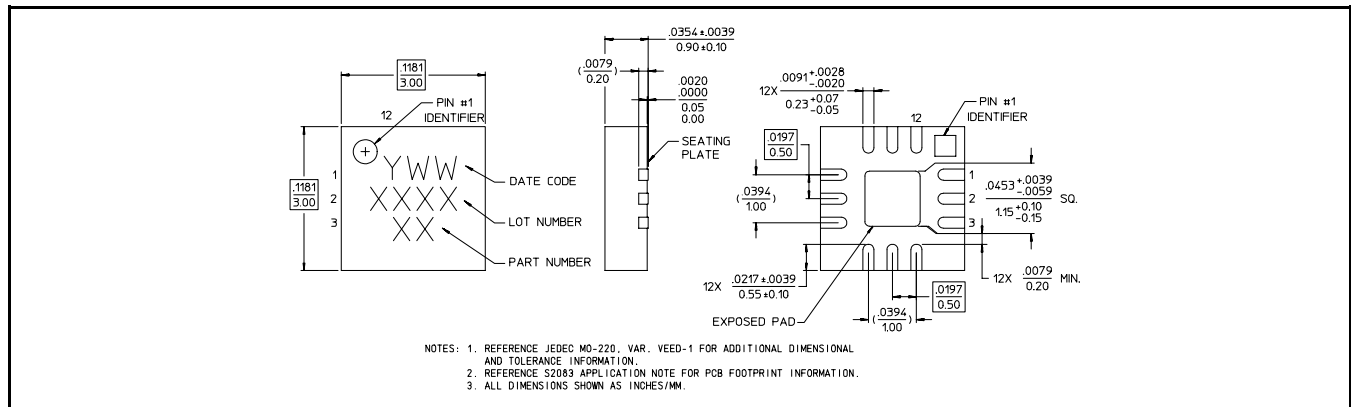 .1181
3.00
12
PIN #1
IDENTIFIER
.1181
3.00
1
2
3
YWW
XXXX
XX
DATE CODE
LOT NUMBER
PART NUMBER
.0354±.0039
0.90±0.10
(.0079
0.20)
.0020
.0000
0.05
0.00
SEATING
PLATE
12X .0091 +.0028 -.0020
0.23 +0.07 -0.05
12
PIN #1
IDENTIFIER
.0197
0.50
(.0394
1.00)
1
2
3
.0453 +.0039 -.0059 SQ.
1.15 +0.10 -0.15
12X .0217±.0039
0.55±0.10
12X .0079 MIN.
0.20
.0197
0.50
(.0394
1.00)
EXPOSED PAD
NOTES: 1. REFERENCE JEDEC MO-220, VAR. VEED-1 FOR ADDITIONAL DIMENSIONAL
AND TOLERANCE INFORMATION.
2. REFERENCE S2083 APPLICATION NOTE FOR PCB FOOTPRINT INFORMATION.
3. ALL DIMENSIONS SHOWN AS INCHES/MM.